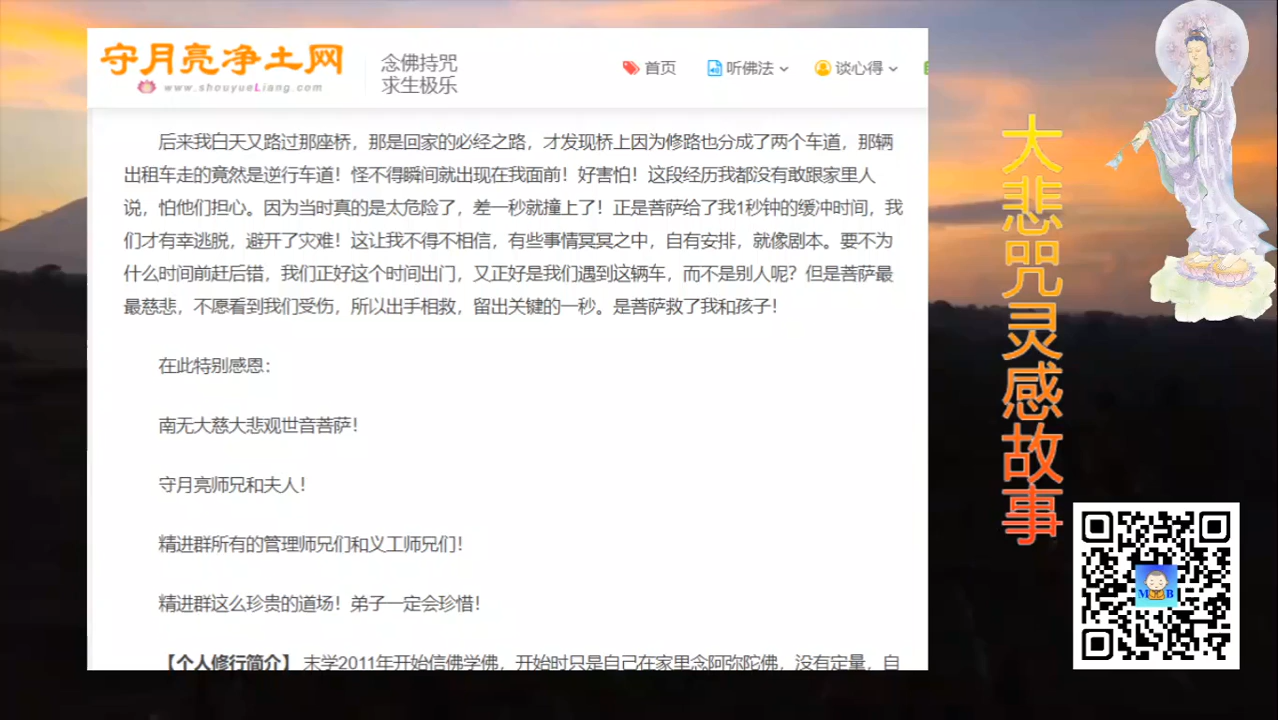 守月亮净土网
www.shouyueLiang.com
念佛持咒
求生极乐
首页
听佛法
谈心得
后来我白天又路过那座桥，那是回家的必经之路，才发现桥上因为修路也分成了两个车道，那辆
出租车走的竟然是逆行车道！怪不得瞬间就出现在我面前！好害怕！这段经历我都没有敢跟家里人
说，怕他们担心。因为当时真的是太危险了，差一秒就撞上了！正是菩萨给了我1秒钟的缓冲时间，我
们才有幸逃脱，避开了灾难！这让我不得不相信，有些事情冥冥之中，自有安排，就像剧本。要不为
什么时间前赶后错，我们正好这个时间出门，又正好是我们遇到这辆车，而不是别人呢？但是菩萨最
最慈悲，不愿看到我们受伤，所以出手相救，留出关键的一秒。是菩萨救了我和孩子！
在此特别感恩：
南无大慈大悲观世音菩萨！
守月亮师兄和夫人！
精进群所有的管理师兄们和义工师兄们！
精进群这么珍贵的道场！弟子一定会珍惜！
【个人修行简介】 末学2011年开始信佛学佛，开始时只是自己在家里念阿弥陀佛，没有定量，自
大悲咒灵感故事
M B